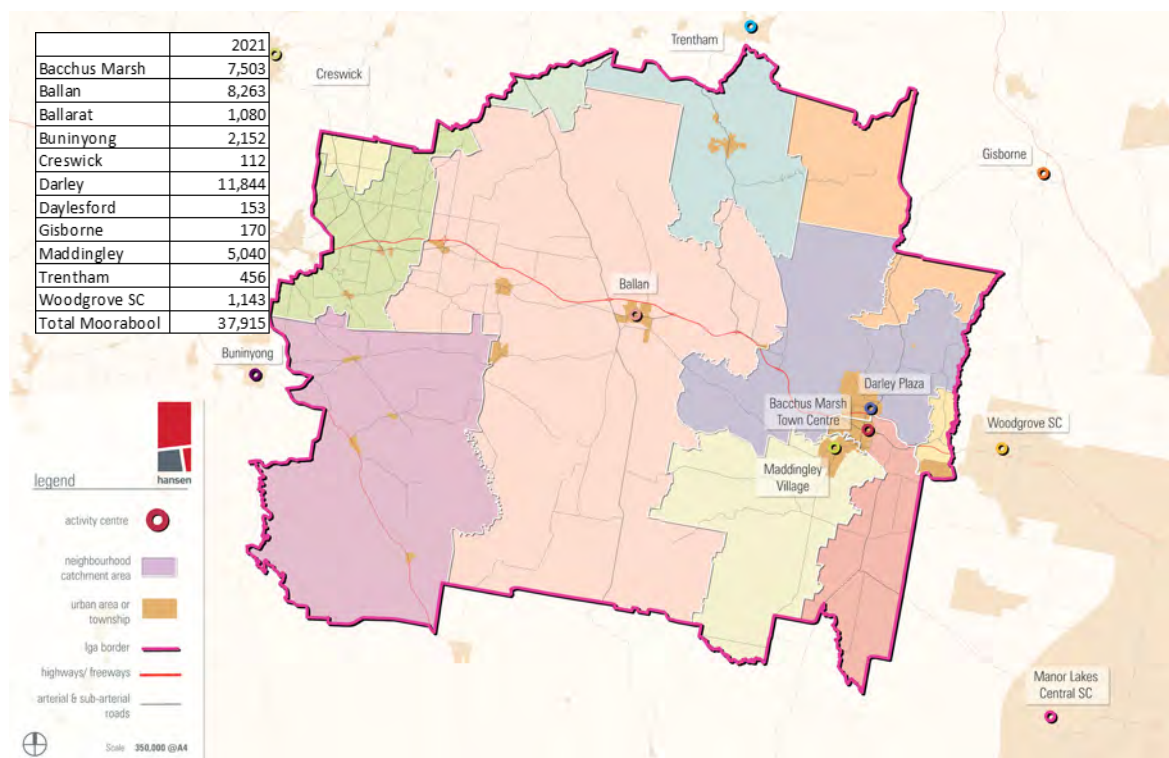 2021
Bacchus Marsh 7,503
Ballan 8,263
Ballarat 1,080
Buninyong 2,152
Creswick 112
Darley 11,844
Daylesford 153
Gisborne 170
Maddingley 5,040
Trentham 456
Woodgrove SC 1,143
Total Moorabool 37,915
Trentham
Creswick
Gisborne
Ballan
Buninyong
Darley Plaza
Bacchus Marsh
Town Centre
Woodgrove SC
Maddingley
Village
Manor Lakes
Central SC
hansen
legend
activity centre
neighbourhood
catchment area
urban area or
township
lga border
highways/ freeways
arterial & sub-arterial
roads
Scale 350,000 @A4